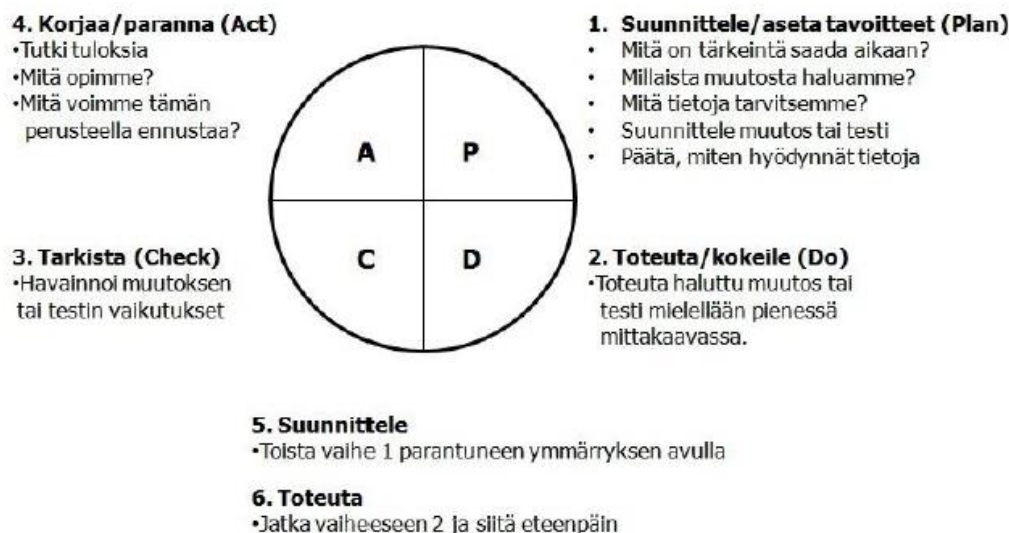 4. Korjaa/paranna (Act)
•Tutki tuloksia
•Mitä opimme?
•Mitä voimme tämän
perusteella ennustaa?
1. Suunnittele/aseta tavoitteet (Plan)
• Mitä on tärkeintä saada aikaan?
• Millaista muutosta haluamme?
• Mitä tietoja tarvitsemme?
• Suunnittele muutos tai testi
• Päätä, miten hyödynnät tietoja
A P
C D
3. Tarkista (Check)
•Havainnoi muutoksen
tai testin vaikutukset
2. Toteuta/kokeile (Do)
•Toteuta haluttu muutos tai
testi mielellään pienessä
mittakaavassa.
5. Suunnittele
•Toista vaihe 1 parantuneen ymmärryksen avulla
6. Toteuta
•Jatka vaiheeseen 2 ja siitä eteenpäin